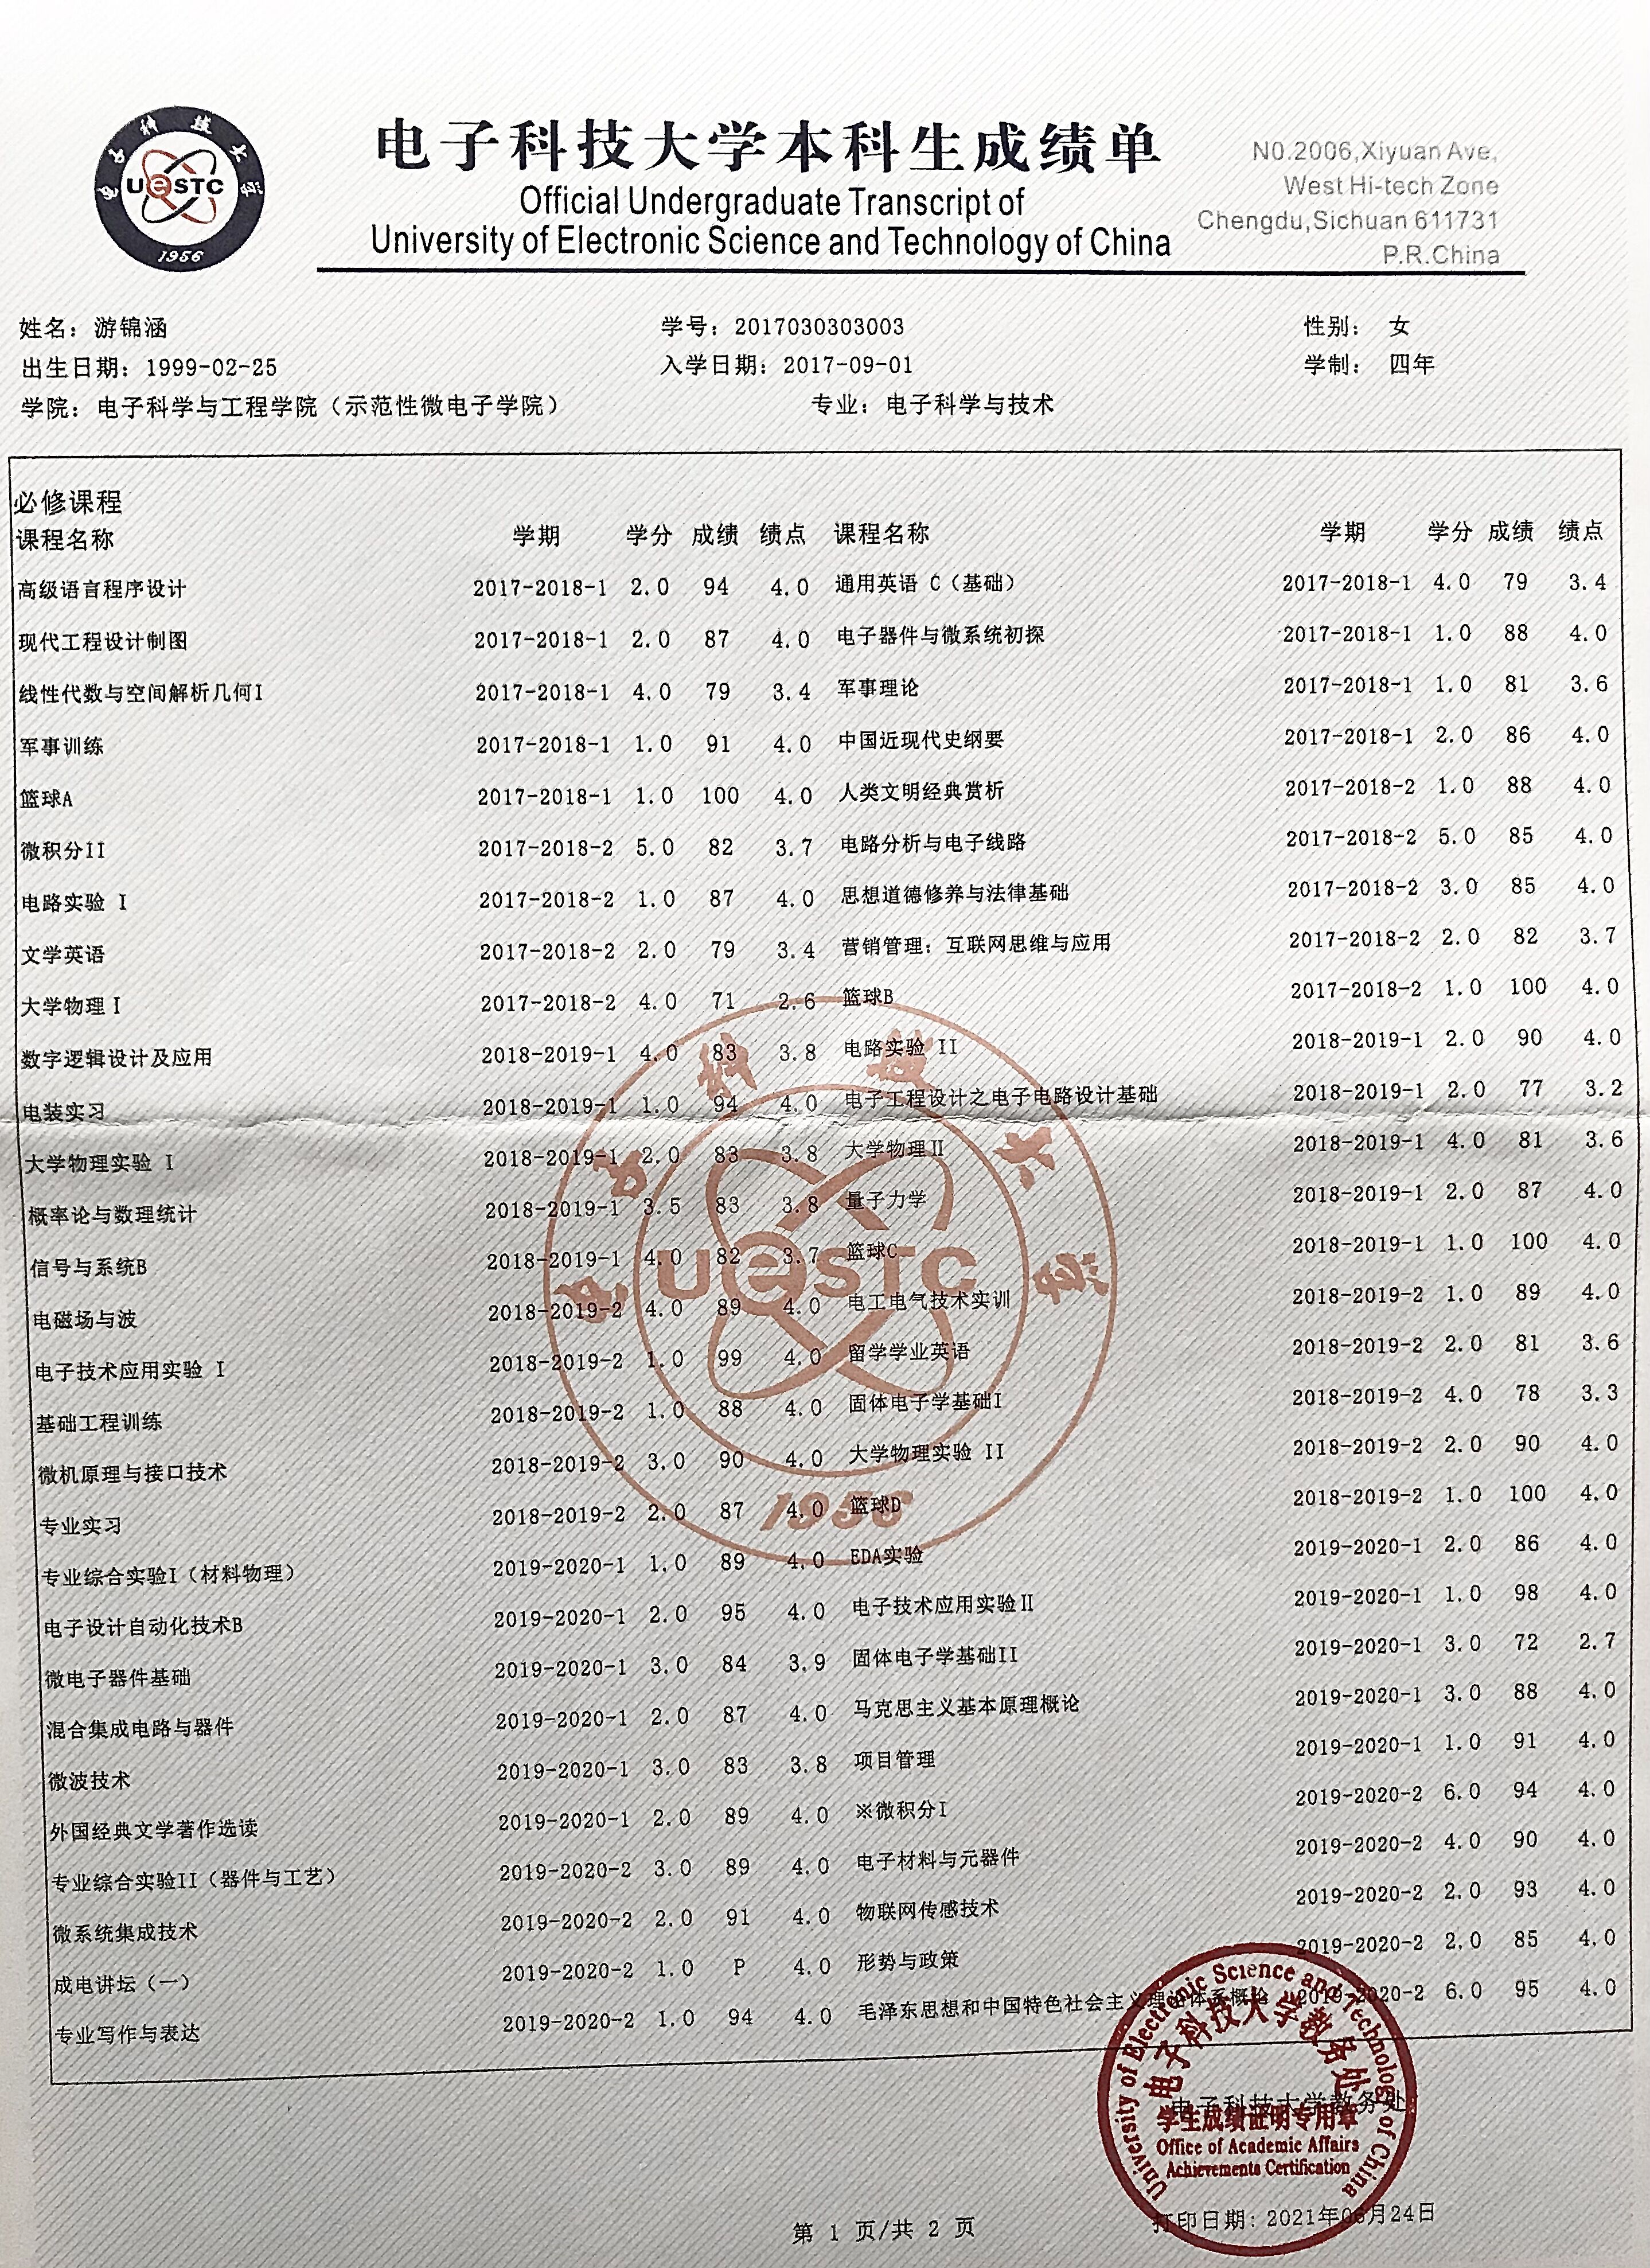 电子科技大学
UeSTC
1956
电子科技大学本科生成绩单
Official Undergraduate Transcript of
University of Electronic Science and Technology of China
N0.2006,Xiyuan Ave,
West Hi-tech Zone
Chengdu,Sichuan 611731
P.R.China
姓名：游锦涵 学号：2017030303003 性别： 女
出生日期：1999-02-25 入学日期：2017-09-01 学制： 四年
学院：电子科学与工程学院（示范性微电子学院） 专业：电子科学与技术
必修课程
课程名称 学期 学分 成绩 绩点 课程名称 学期 学分 成绩 绩点
高级语言程序设计 2017-2018-1 2.0 94 4.0 通用英语 C（基础） 2017-2018-1 4.0 79 3.4
现代工程设计制图 2017-2018-1 2.0 87 4.0 电子器件与微系统初探 2017-2018-1 1.0 88 4.0
线性代数与空间解析几何I 2017-2018-1 4.0 79 3.4 军事理论 2017-2018-1 1.0 81 3.6
军事训练 2017-2018-1 1.0 91 4.0 中国近现代史纲要 2017-2018-1 2.0 86 4.0
篮球A 2017-2018-1 1.0 100 4.0 人类文明经典赏析 2017-2018-2 1.0 88 4.0
微积分II 2017-2018-2 5.0 82 3.7 电路分析与电子线路 2017-2018-2 5.0 85 4.0
电路实验 I 2017-2018-2 1.0 87 4.0 思想道德修养与法律基础 2017-2018-2 3.0 85 4.0
文学英语 2017-2018-2 2.0 79 3.4 营销管理：互联网思维与应用 2017-2018-2 2.0 82 3.7
大学物理Ⅰ 2017-2018-2 4.0 71 2.6 篮球B 2017-2018-2 1.0 100 4.0
数字逻辑设计及应用 2018-2019-1 4.0 83 3.8 电路实验 II 2018-2019-1 2.0 90 4.0
电装实习 2018-2019-1 1.0 94 4.0 电子工程设计之电子电路设计基础 2018-2019-1 2.0 77 3.2
大学物理实验 I 2018-2019-1 2.0 83 3.8 大学物理Ⅱ 2018-2019-1 4.0 81 3.6
概率论与数理统计 2018-2019-1 3.5 83 3.8 量子力学 2018-2019-1 2.0 87 4.0
信号与系统B 2018-2019-1 4.0 82 3.7 篮球C 2018-2019-1 1.0 100 4.0
电磁场与波 2018-2019-2 4.0 89 4.0 电工电气技术实训 2018-2019-2 1.0 89 4.0
电子技术应用实验 I 2018-2019-2 1.0 99 4.0 留学学业英语 2018-2019-2 2.0 81 3.6
基础工程训练 2018-2019-2 1.0 88 4.0 固体电子学基础I 2018-2019-2 4.0 78 3.3
微机原理与接口技术 2018-2019-2 3.0 90 4.0 大学物理实验 II 2018-2019-2 2.0 90 4.0
专业实习 2018-2019-2 2.0 87 4.0 篮球D 2018-2019-2 1.0 100 4.0
专业综合实验I（材料物理） 2019-2020-1 1.0 89 4.0 EDA实验 2019-2020-1 2.0 86 4.0
电子设计自动化技术B 2019-2020-1 2.0 95 4.0 电子技术应用实验Ⅱ 2019-2020-1 1.0 98 4.0
微电子器件基础 2019-2020-1 3.0 84 3.9 固体电子学基础II 2019-2020-1 3.0 72 2.7
混合集成电路与器件 2019-2020-1 2.0 87 4.0 马克思主义基本原理概论 2019-2020-1 3.0 88 4.0
微波技术 2019-2020-1 3.0 83 3.8 项目管理 2019-2020-1 1.0 91 4.0
外国经典文学著作选读 2019-2020-1 2.0 89 4.0 ※微积分I 2019-2020-2 6.0 94 4.0
专业综合实验II（器件与工艺） 2019-2020-2 3.0 89 4.0 电子材料与元器件 2019-2020-2 4.0 90 4.0
微系统集成技术 2019-2020-2 2.0 91 4.0 物联网传感技术 2019-2020-2 2.0 93 4.0
成电讲坛（一） 2019-2020-2 1.0 P 4.0 形势与政策 2019-2020-2 2.0 85 4.0
专业写作与表达 2019-2020-2 1.0 94 4.0 毛泽东思想和中国特色社会主义理论体系概论 2019-2020-2 6.0 95 4.0
电子科技大学
UeSTC
1956
University of Electronic Science and Technology of China
电子科技大学教务处
电子科技大学教务处
学生成绩证明专用章
Office of Academic Affairs
Achievements Certification
第 1 页/共 2 页
打印日期：2021年06月24日